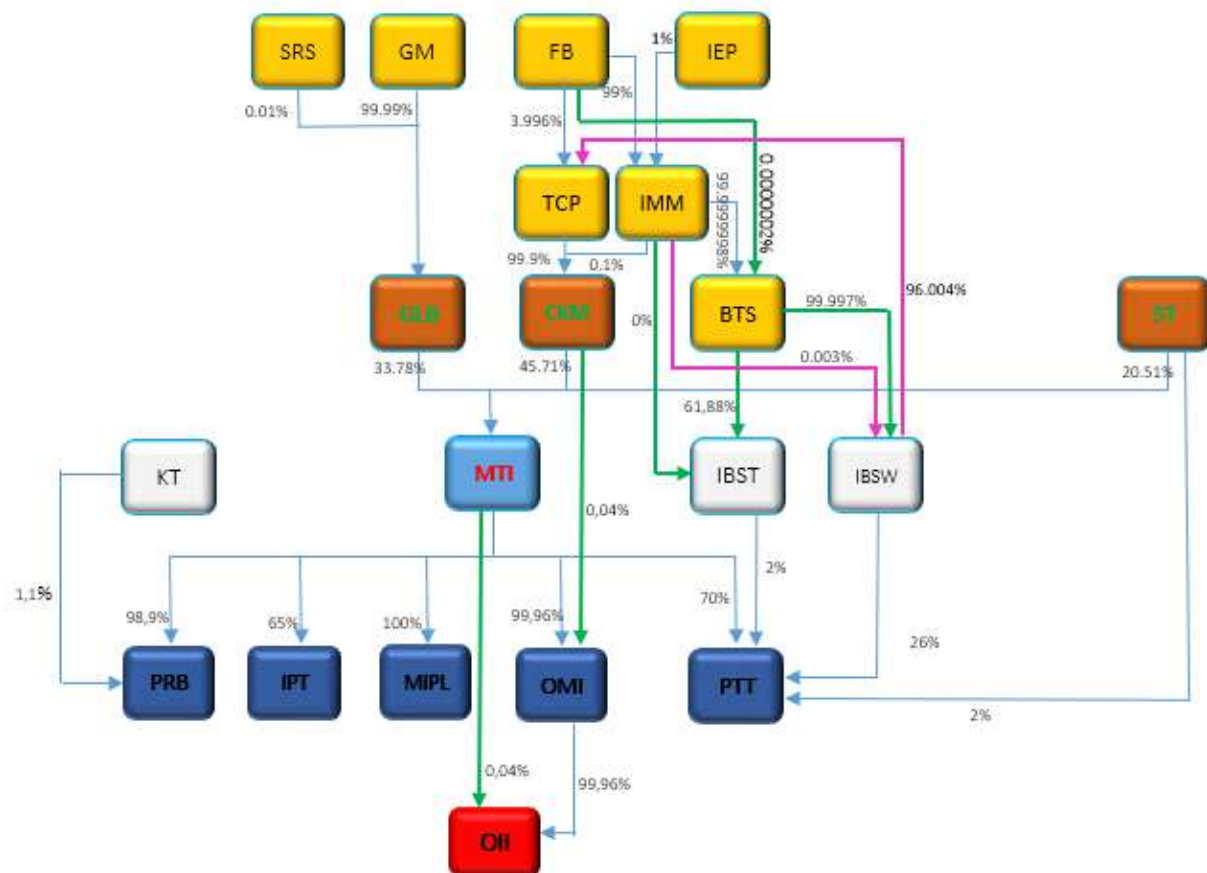 SRS
GM
FB
1%
IEP
0.01%
99.99%
3.996%
99%
0.0000002%
TCP
IMM
99.9999998%
99.9%
0.1%
96.004%
GLB
CKM
0%
BTS
99.997%
ST
33.78%
45.71%
0.003%
20.51%
61,88%
KT
MTI
IBST
IBSW
0,04%
1,1%
98,9%
65%
100%
99,96%
70%
2%
26%
PRB
IPT
MIPL
OMI
PTT
2%
0,04%
99,96%
OII